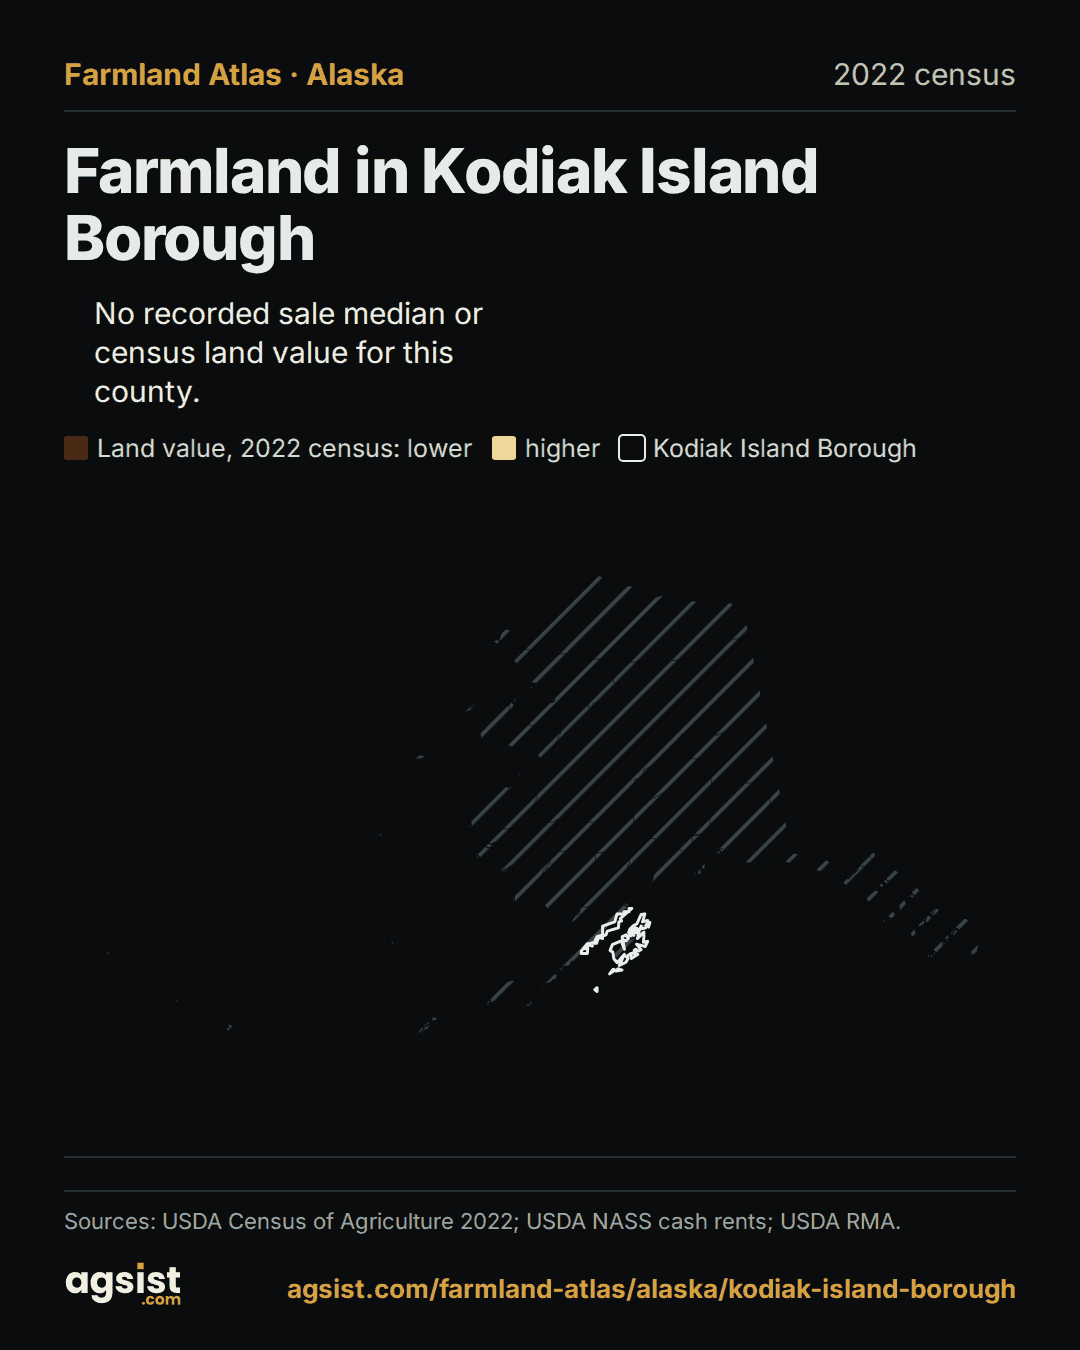 Farmland Atlas · Alaska
2022 census
Farmland in Kodiak Island
Borough
No recorded sale median or
census land value for this
county.
Land value, 2022 census: lower higher Kodiak Island Borough
Sources: USDA Census of Agriculture 2022; USDA NASS cash rents; USDA RMA.
agsist
.com
agsist.com/farmland-atlas/alaska/kodiak-island-borough